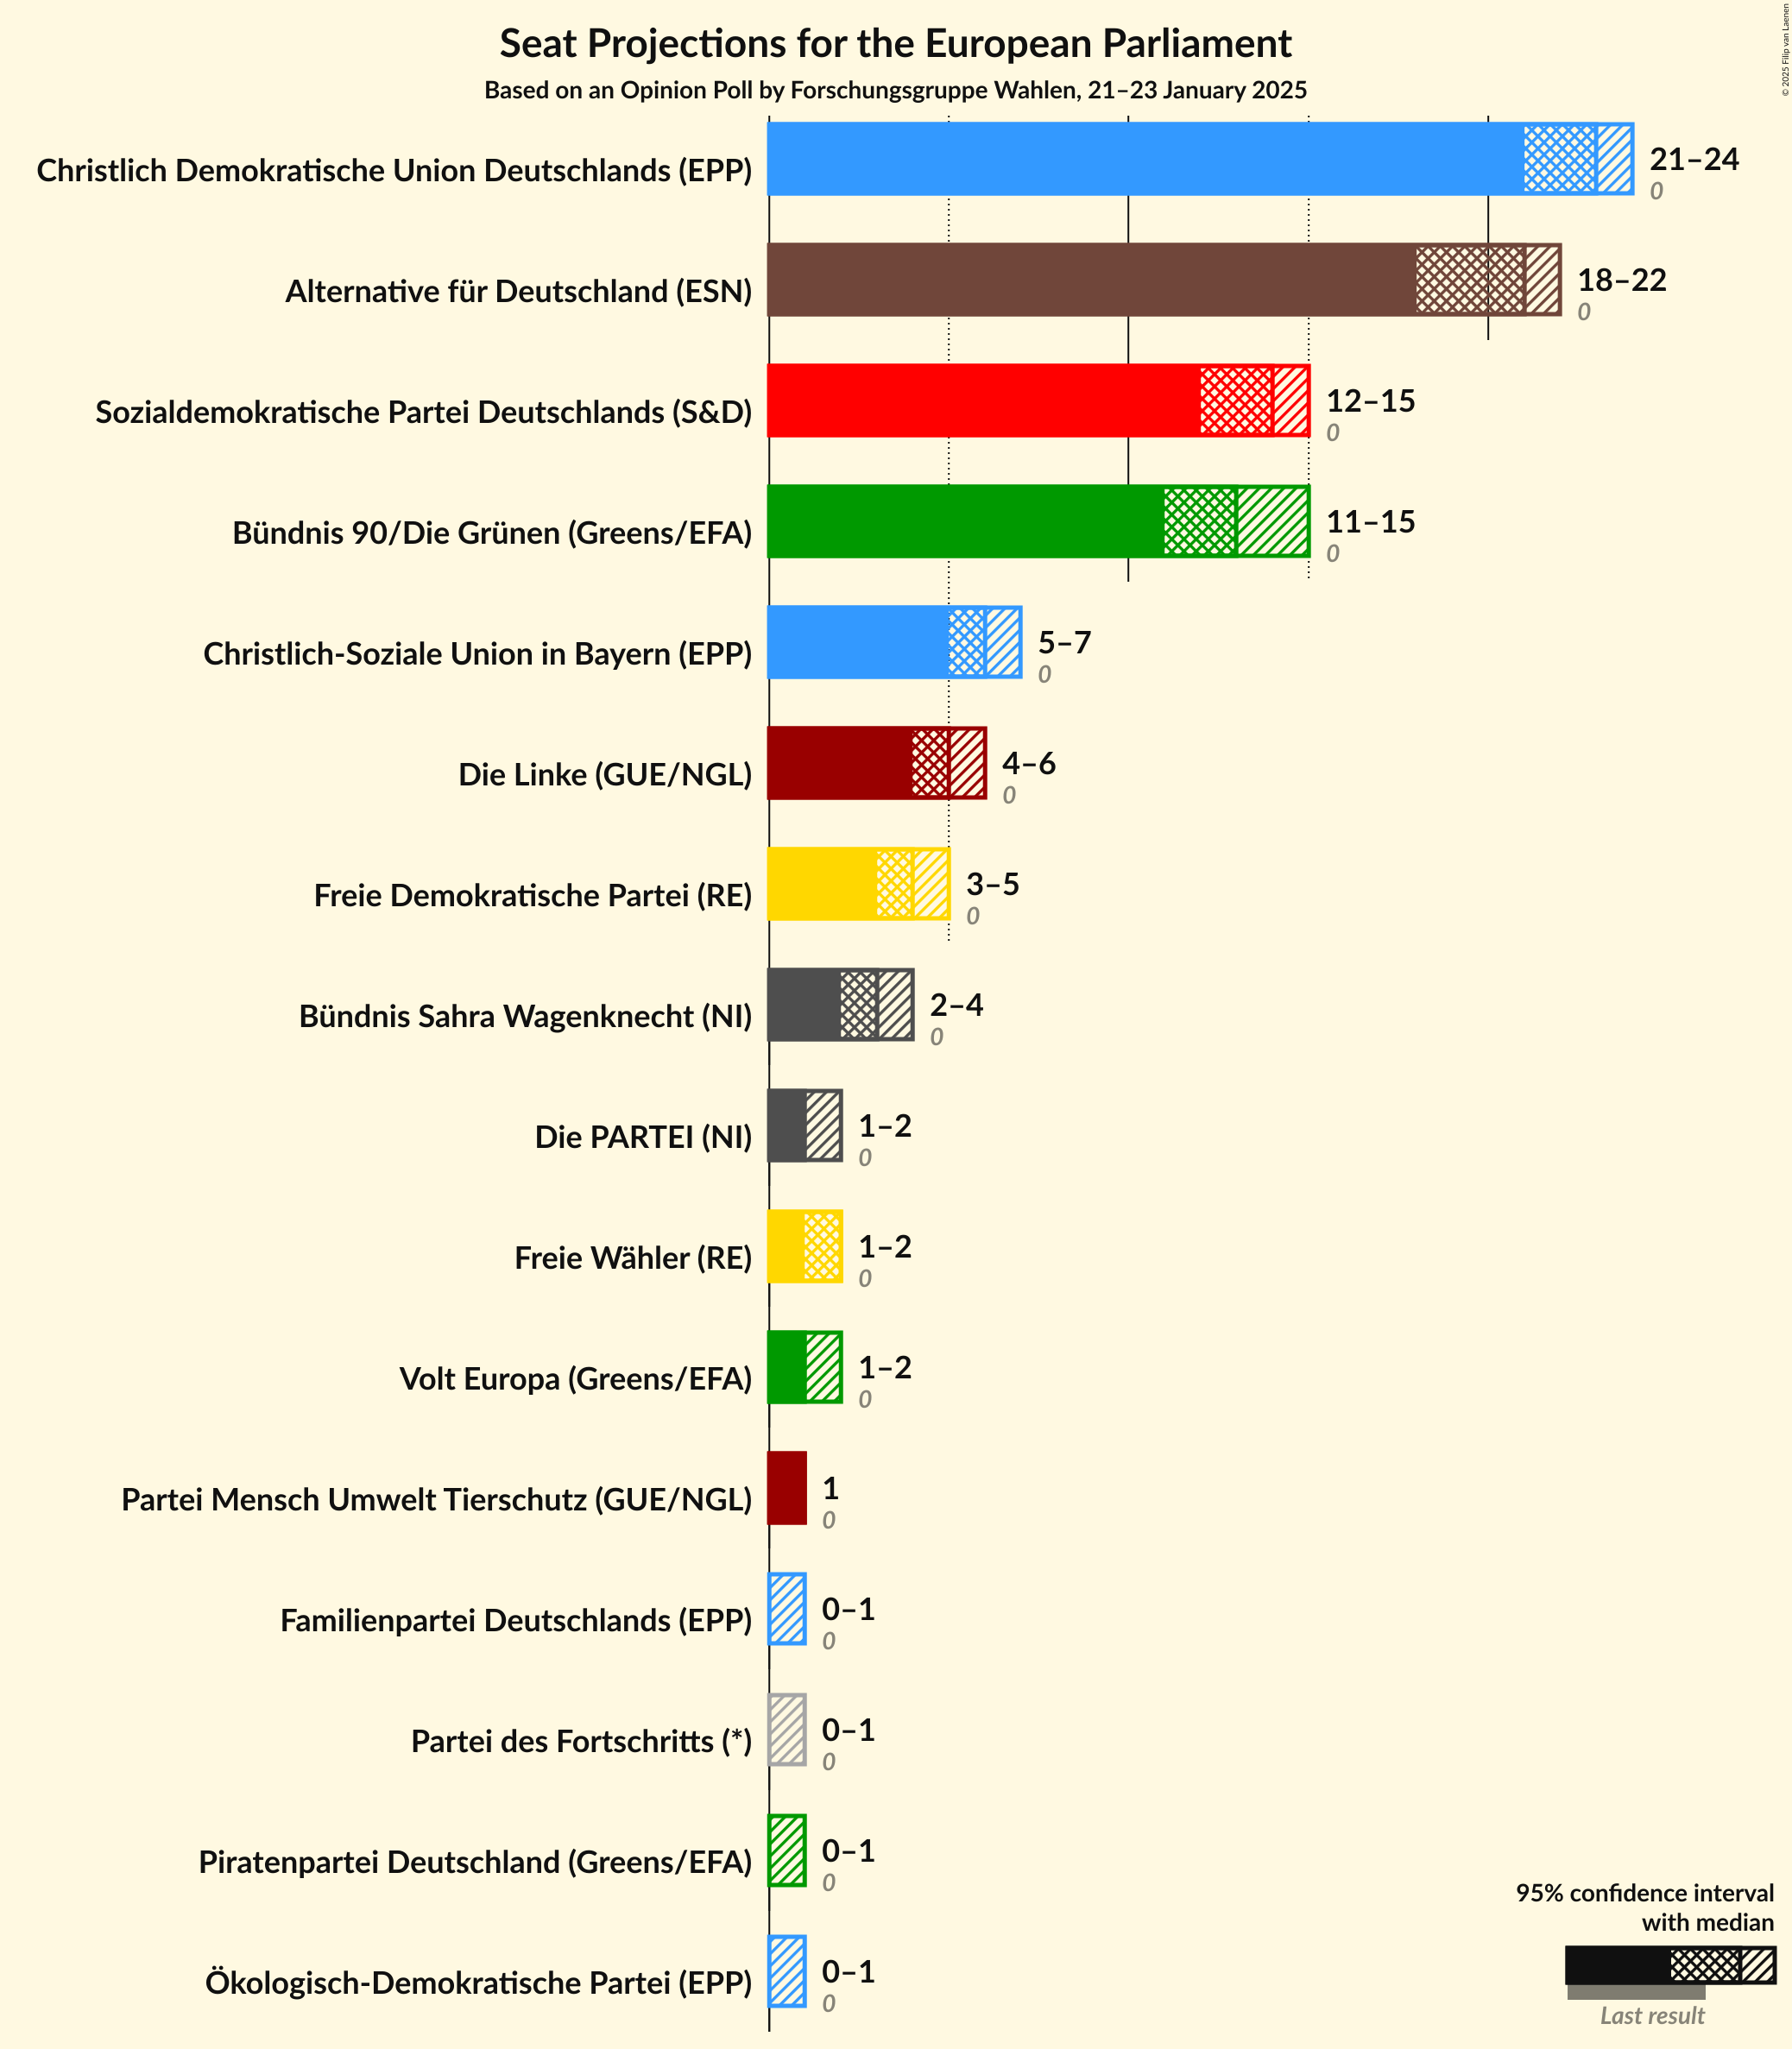 Seat Projections for the European Parliament
Based on an Opinion Poll by Forschungsgruppe Wahlen, 21–23 January 2025
© 2025 Filip van Laenen
Christlich Demokratische Union Deutschlands (EPP)
21–24
0
Alternative für Deutschland (ESN)
18–22
0
Sozialdemokratische Partei Deutschlands (S&D)
12–15
0
Bündnis 90/Die Grünen (Greens/EFA)
11–15
0
Christlich-Soziale Union in Bayern (EPP)
5–7
0
Die Linke (GUE/NGL)
4–6
0
Freie Demokratische Partei (RE)
3–5
0
Bündnis Sahra Wagenknecht (NI)
2–4
0
Die PARTEI (NI)
1–2
0
Freie Wähler (RE)
1–2
0
Volt Europa (Greens/EFA)
1–2
0
Partei Mensch Umwelt Tierschutz (GUE/NGL)
1
0
Familienpartei Deutschlands (EPP)
0–1
0
Partei des Fortschritts (*)
0–1
0
Piratenpartei Deutschland (Greens/EFA)
0–1
0
Ökologisch-Demokratische Partei (EPP)
0–1
0
95% confidence interval
with median
Last result